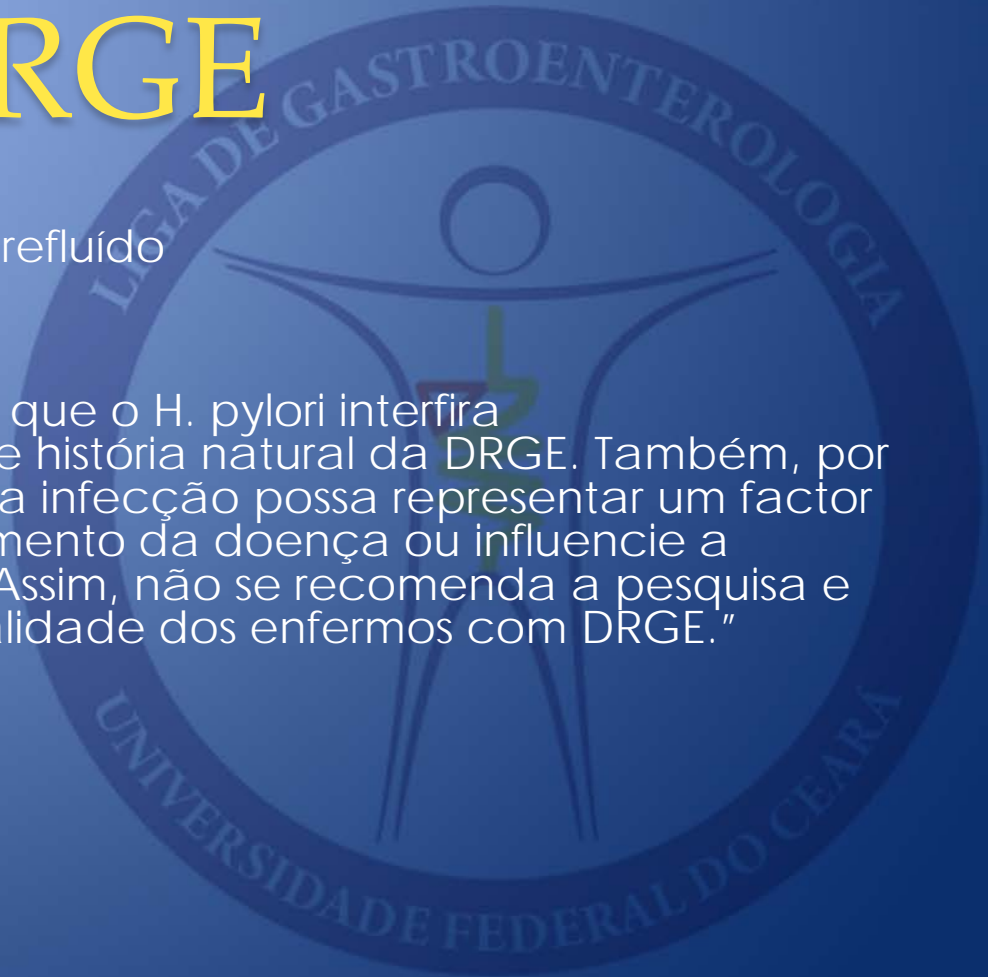 RGE
LIGA DE GASTROENTEROLOGIA
refluído
que o H. pylori interfira
e história natural da DRGE. Também, por
a infecção possa representar um factor
mento da doença ou influencie a
Assim, não se recomenda a pesquisa e
alidade dos enfermos com DRGE.”
UNIVERSIDADE FEDERAL DO CEARÁ